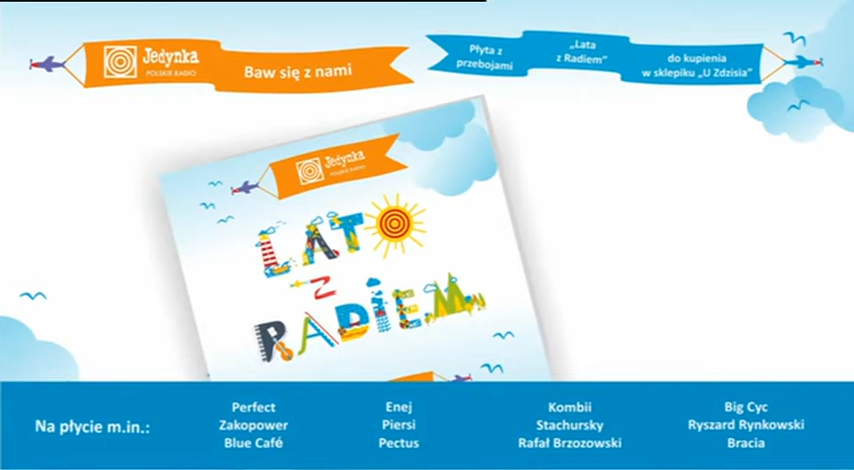 Jedynka
POLSKIE RADIO
Baw się z nami
Płyta z
przebojami
„Lata
z Radiem”
do kupienia
w sklepiku „U Zdzisia”
Jedynka
POLSKIE RADIO
LATO
Z
RADIEM
Na płycie m.in.:
Perfect
Zakopower
Blue Café
Enej
Piersi
Pectus
Kombii
Stachursky
Rafał Brzozowski
Big Cyc
Ryszard Rynkowski
Bracia